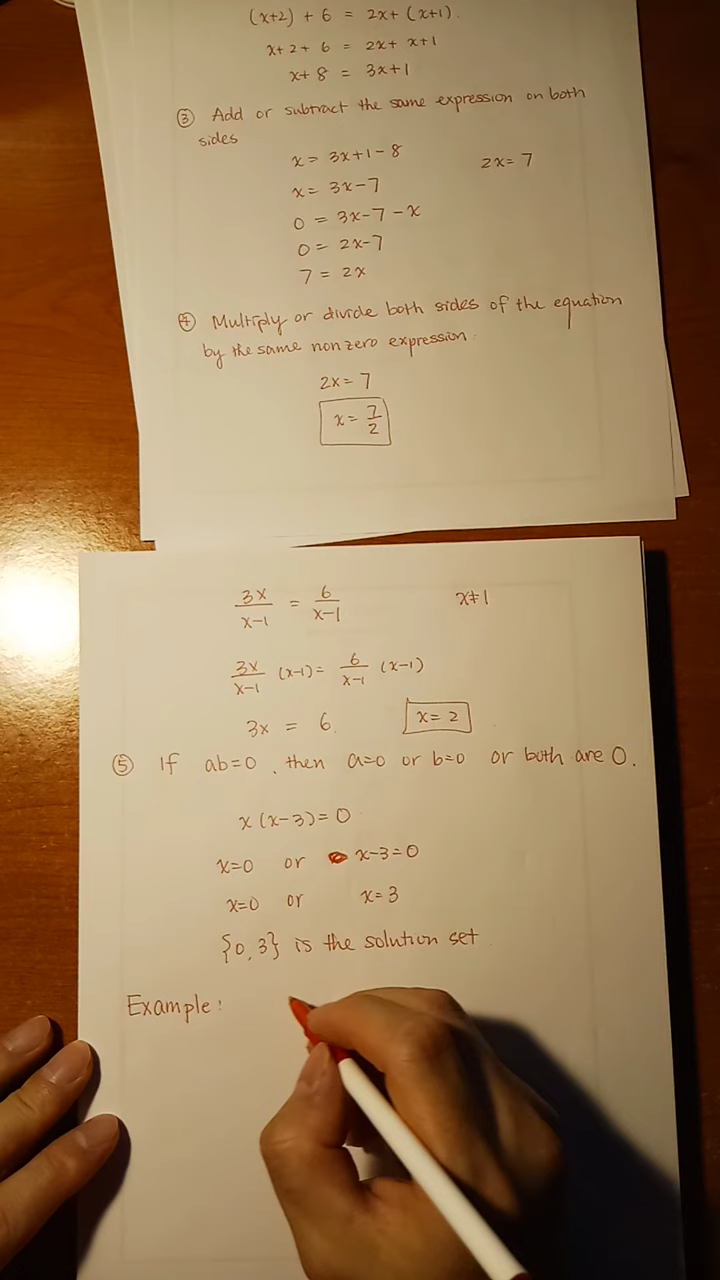 (x+2) + 6 = 2x + (x+1).
x + 2 + 6 = 2x + x+1
x + 8 = 3x+1
③ Add or subtract the same expression on both
sides
x = 3x+1-8
2x = 7
x = 3x-7
0 = 3x-7-x
0 = 2x-7
7 = 2x
④ Multiply or divide both sides of the equation
by the same nonzero expression.
2x = 7
x = 7/2
3x/(x-1) = 6/(x-1) x≠1
3x/(x-1) (x-1) = 6/(x-1) (x-1)
3x = 6. x = 2
⑤ If ab=0, then a=0 or b=0 or both are 0.
x(x-3)=0
x=0 or x-3=0
x=0 or x=3
{0,3} is the solution set.
Example: